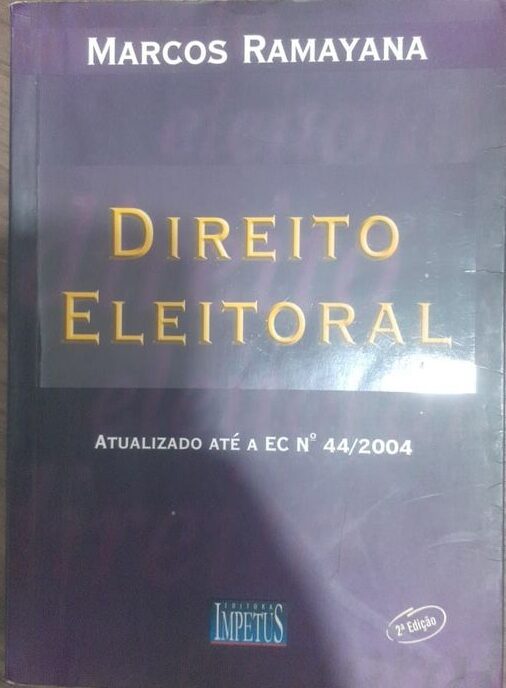 MARCOS RAMAYANA
DIREITO
ELEITORAL
ATUALIZADO ATÉ A EC Nº 44/2004
EDITORA
IMPETUS
2ª Edição